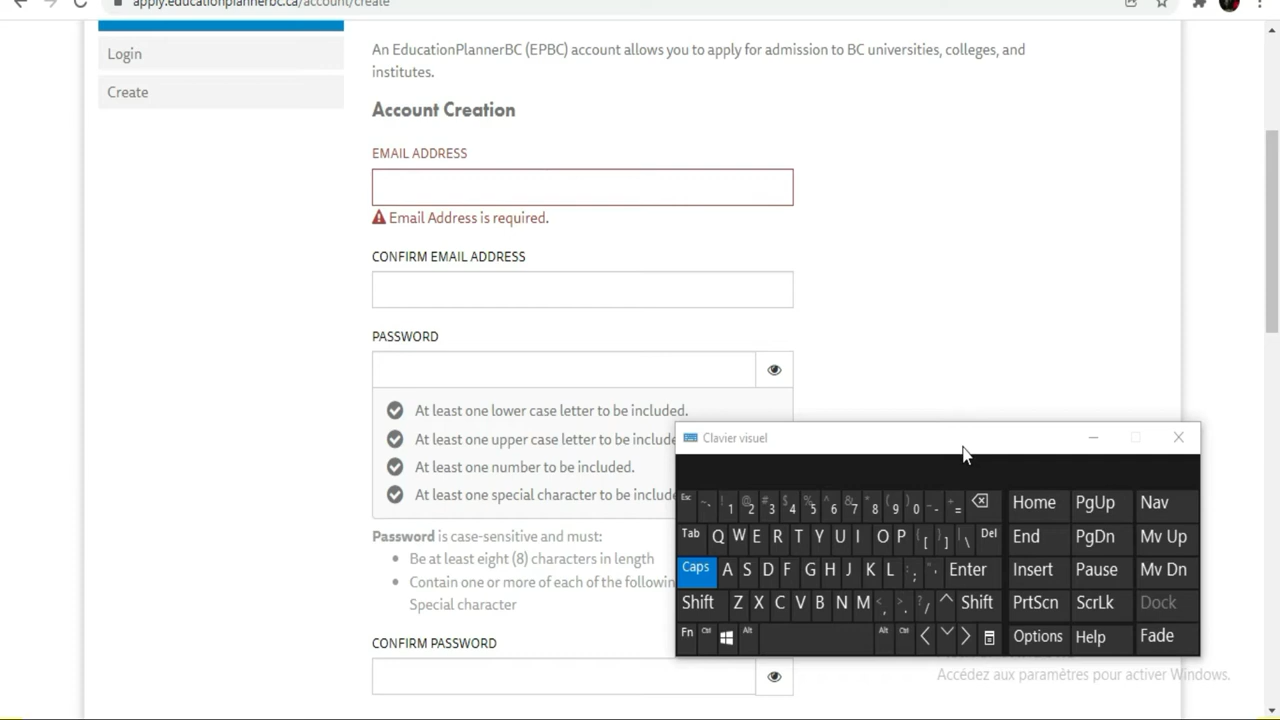 apply.educationplannerbc.ca/account/create
Login
Create
An EducationPlannerBC (EPBC) account allows you to apply for admission to BC universities, colleges, and
institutes.
Account Creation
EMAIL ADDRESS
Email Address is required.
CONFIRM EMAIL ADDRESS
PASSWORD
At least one lower case letter to be included.
At least one upper case letter to be include
At least one number to be included.
At least one special character to be include
Password is case-sensitive and must:
Be at least eight (8) characters in length
Contain one or more of each of the followin
Special character
CONFIRM PASSWORD
Clavier visuel
Esc ~ ` ! 1 @ 2 # 3 $ 4 % 5 ^ 6 & 7 * 8 ( 9 ) 0 _ - + = Home PgUp Nav
Tab Q W E R T Y U I O P { [ } ] | \ Del End PgDn Mv Up
Caps A S D F G H J K L : ; " ' Enter Insert Pause Mv Dn
Shift Z X C V B N M < , > . ? / Shift PrtScn ScrLk Dock
Fn Ctrl Alt Alt Ctrl Options Help Fade
Accédez aux paramètres pour activer Windows.